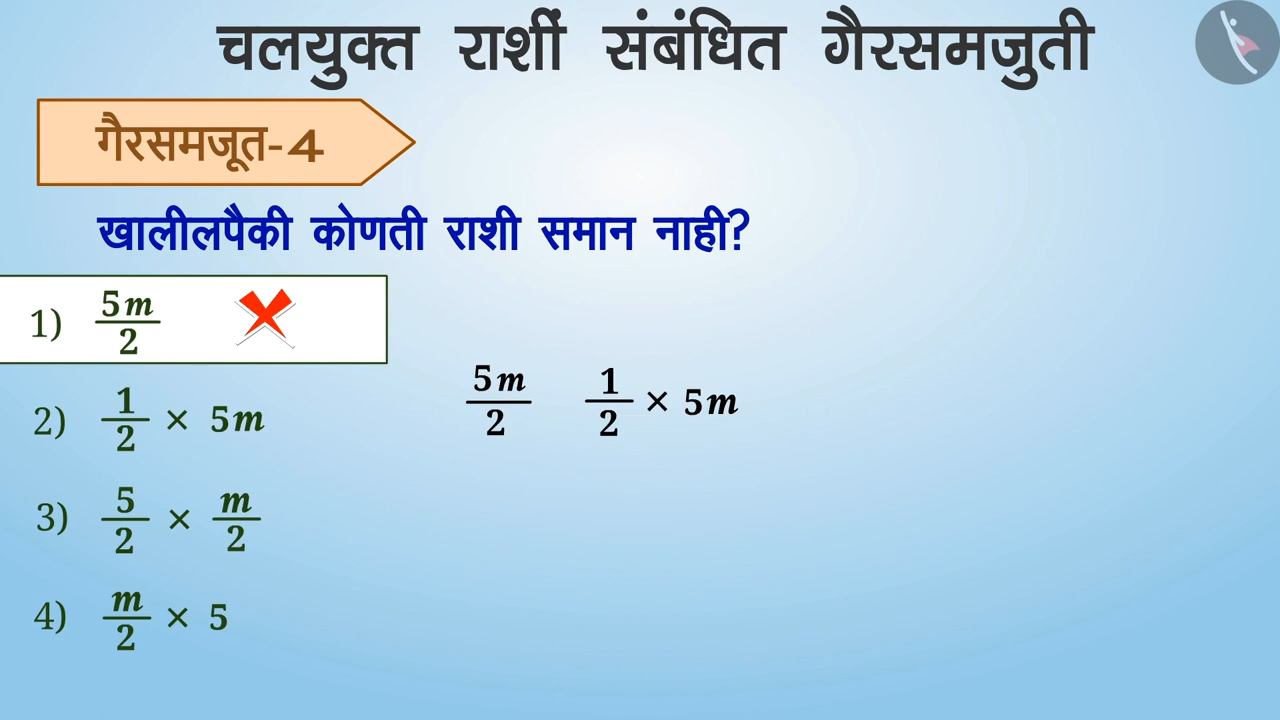 चलयुक्त राशीं संबंधित गैरसमजुती
गैरसमजूत-4
खालीलपैकी कोणती राशी समान नाही?
1) 5m/2
2) 1/2 × 5m
5m/2 1/2 × 5m
3) 5/2 × m/2
4) m/2 × 5